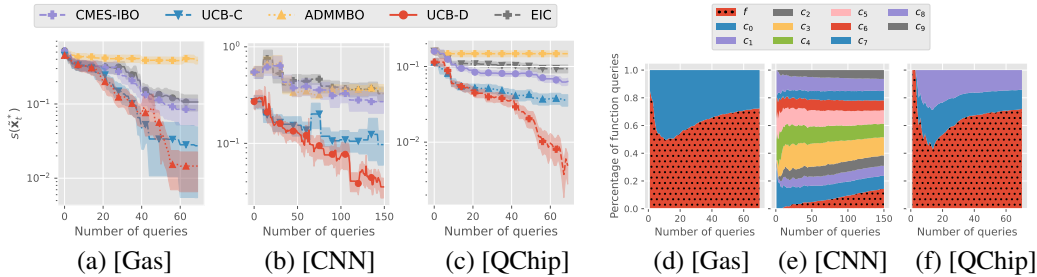 CMES-IBO UCB-C ADMMBO UCB-D EIC
f c2 c5 c8
c0 c3 c6 c9
c1 c4 c7
s(x̃*t)
10⁻¹
10⁻²
0 20 40 60
Number of queries
(a) [Gas]
10⁰
10⁻¹
0 50 100 150
Number of queries
(b) [CNN]
10⁻¹
10⁻²
0 20 40 60
Number of queries
(c) [QChip]
Percentage of function queries
1.0
0.8
0.6
0.4
0.2
0.0
0 20 40 60
Number of queries
(d) [Gas]
0 50 100 150
Number of queries
(e) [CNN]
0 20 40 60
Number of queries
(f) [QChip]